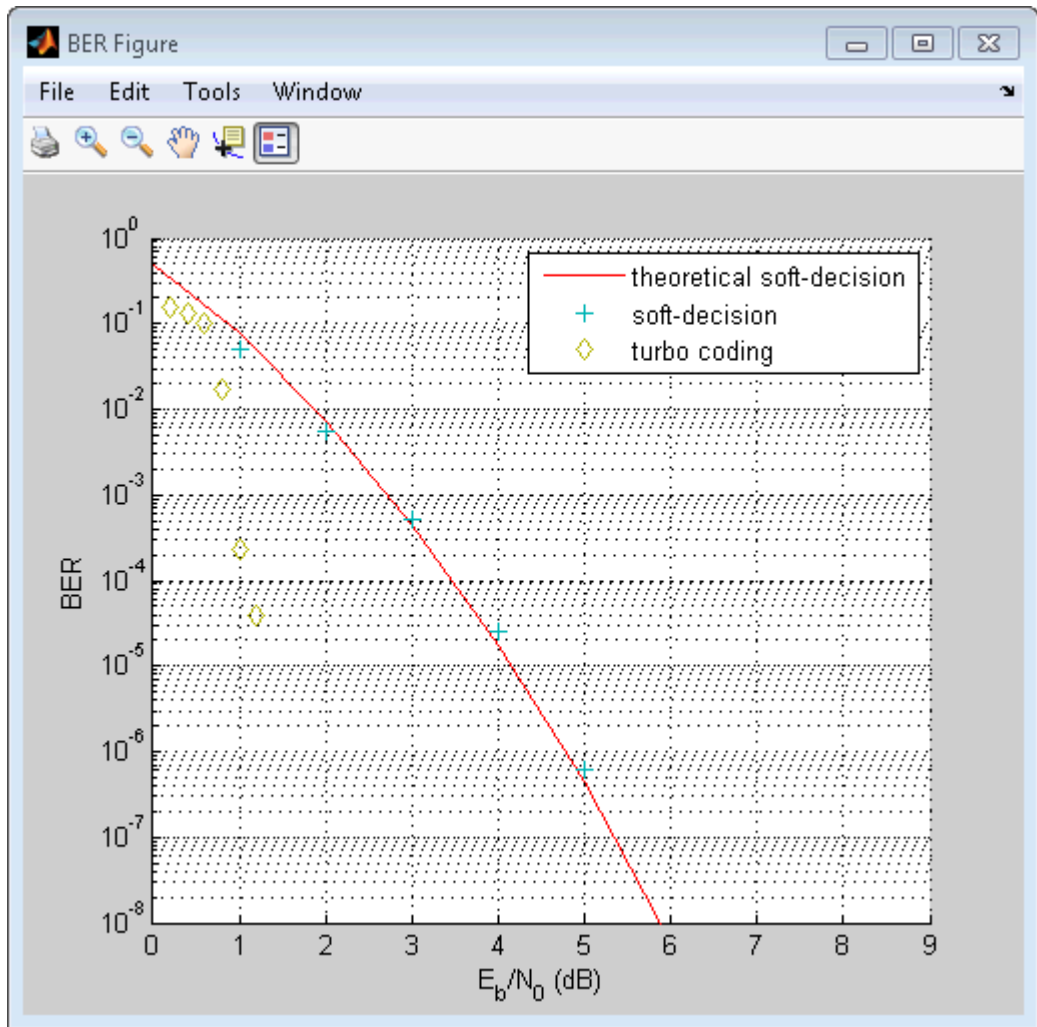 BER Figure
File Edit Tools Window
10^0
10^-1
10^-2
10^-3
10^-4
10^-5
10^-6
10^-7
10^-8
BER
theoretical soft-decision
soft-decision
turbo coding
0 1 2 3 4 5 6 7 8 9
E_b/N_0 (dB)